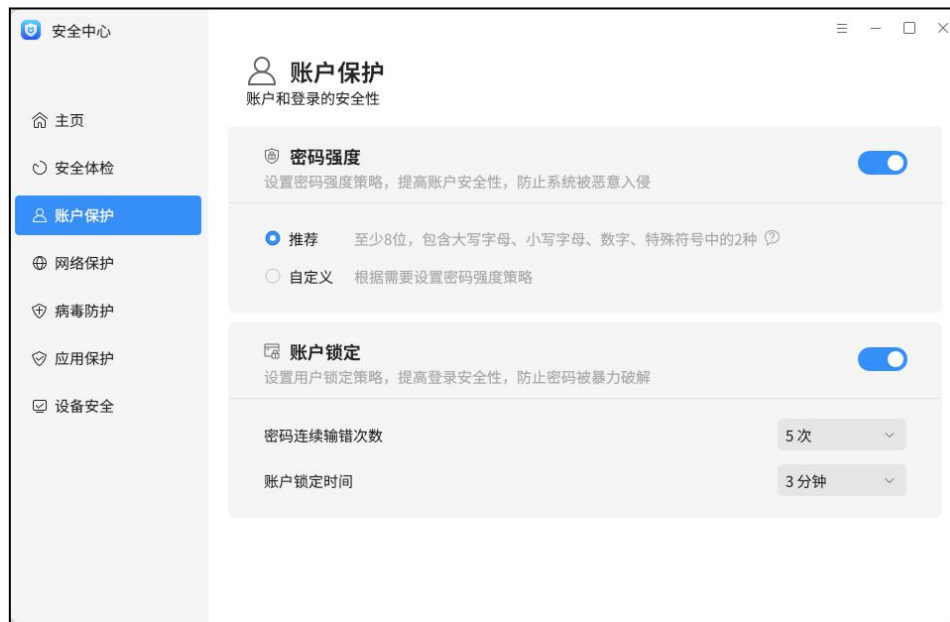 安全中心
主页
安全体检
账户保护
网络保护
病毒防护
应用保护
设备安全
账户保护
账户和登录的安全性
密码强度
设置密码强度策略，提高账户安全性，防止系统被恶意入侵
推荐 至少8位，包含大写字母、小写字母、数字、特殊符号中的2种
自定义 根据需要设置密码强度策略
账户锁定
设置用户锁定策略，提高登录安全性，防止密码被暴力破解
密码连续输错次数 5 次
账户锁定时间 3 分钟